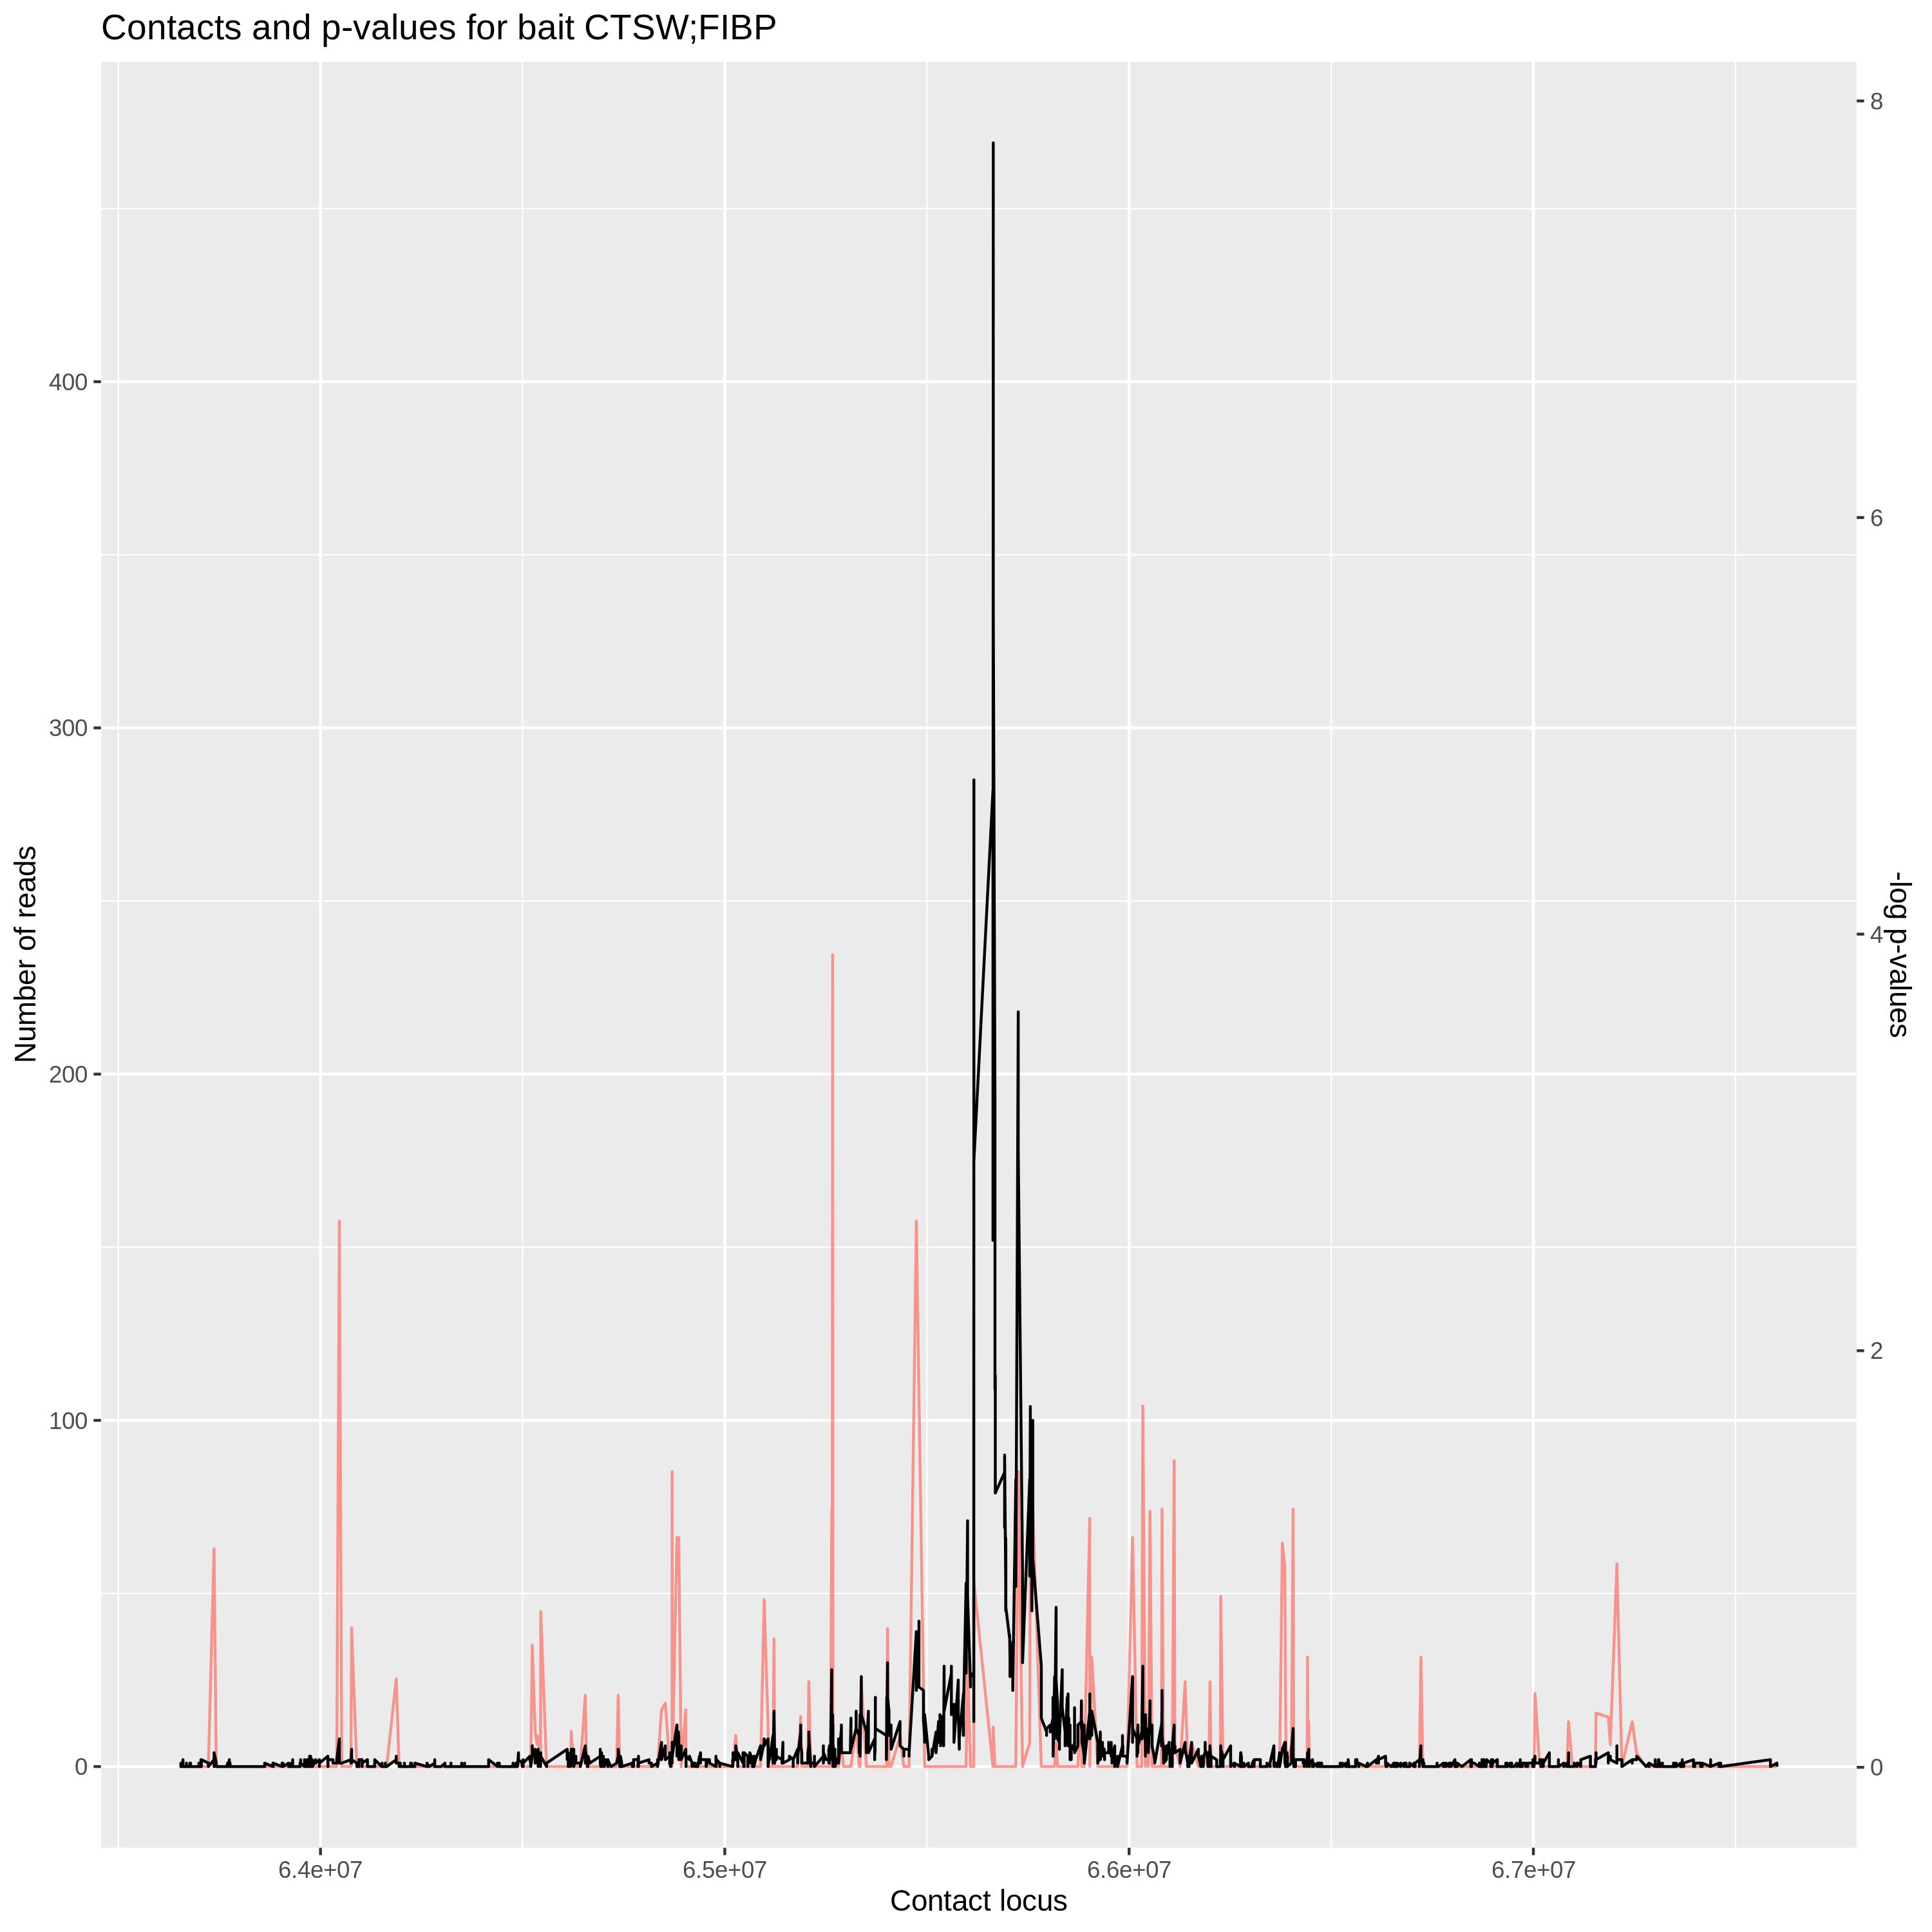 Contacts and p-values for bait CTSW;FIBP
8
6
4
2
0
-log p-values
400
300
200
100
0
Number of reads
6.4e+07 6.5e+07 6.6e+07 6.7e+07
Contact locus